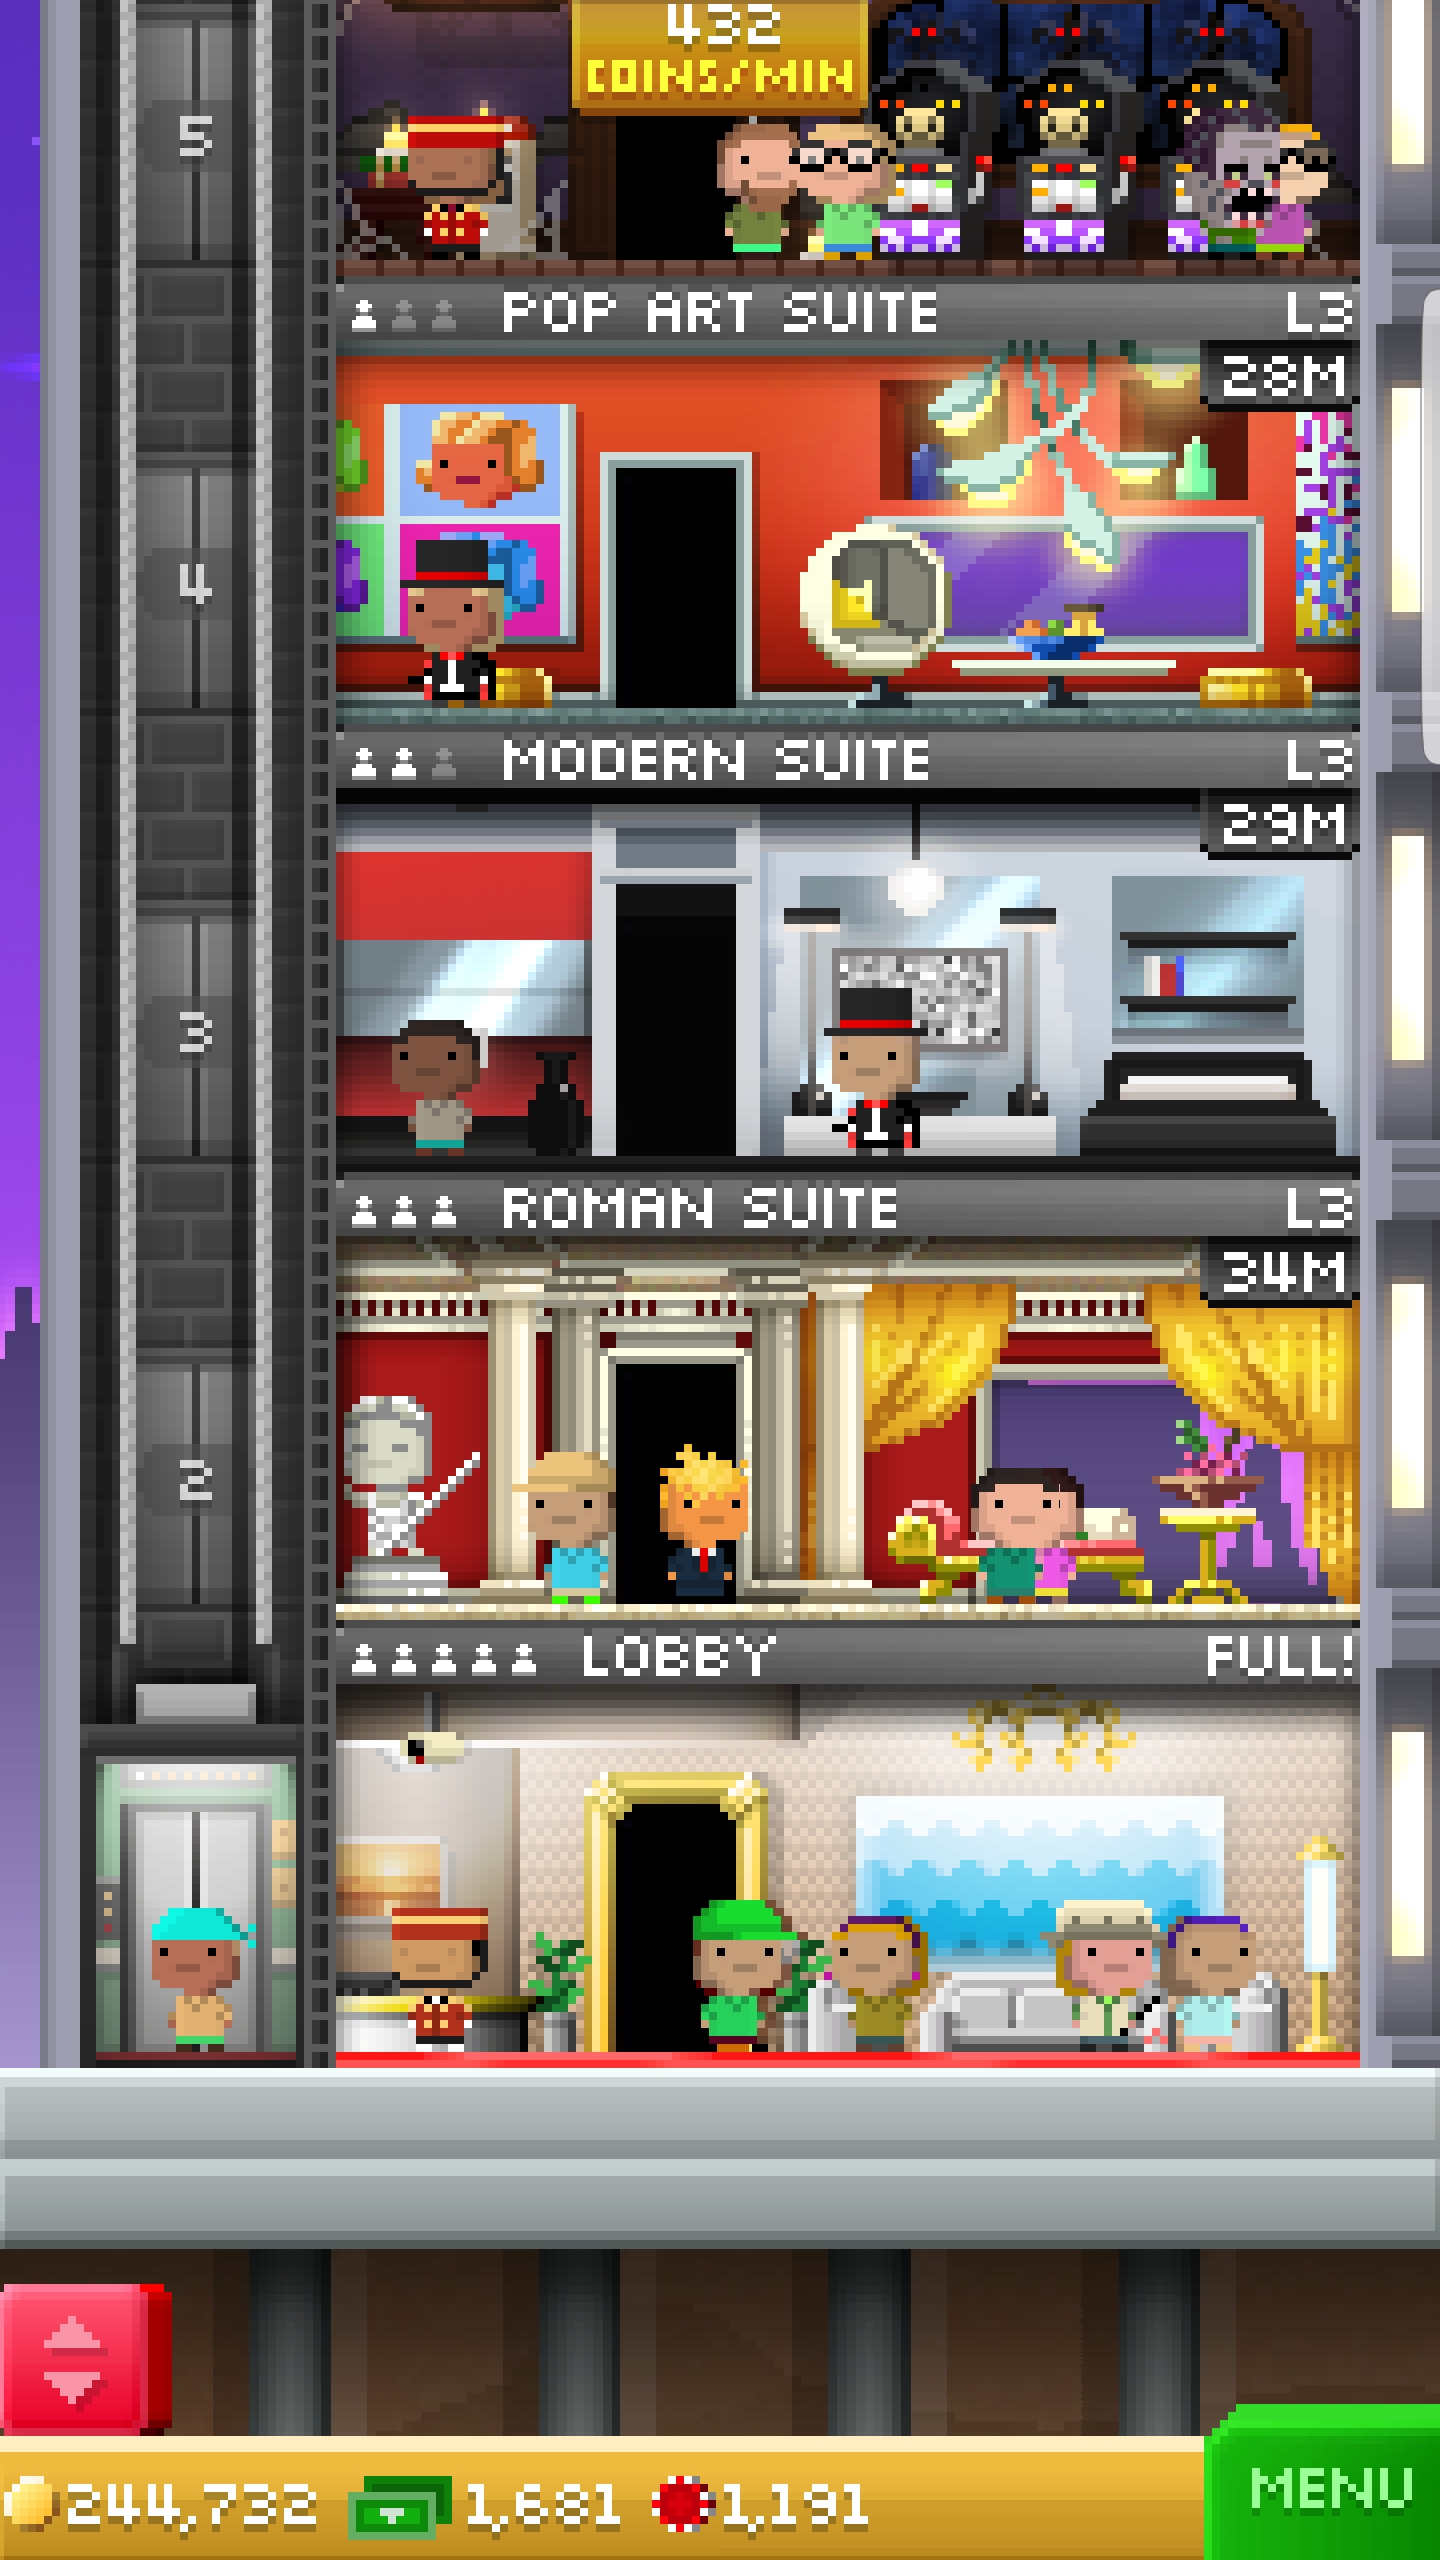 432
COINS/MIN
5
POP ART SUITE L3
28M
4
MODERN SUITE L3
29M
3
ROMAN SUITE L3
34M
2
LOBBY FULL!
244,732 1,681 1,191
MENU